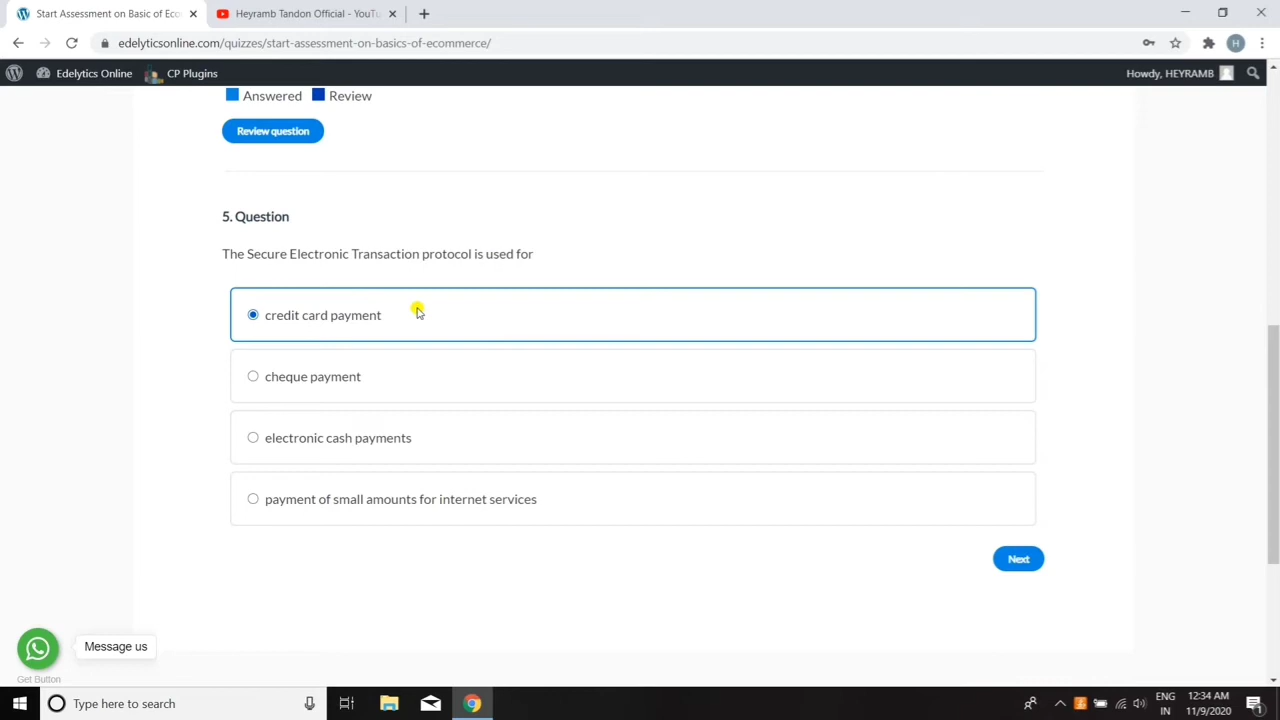 Start Assessment on Basic of Eco
Heyramb Tandon Official - YouTu
edelyticsonline.com/quizzes/start-assessment-on-basics-of-ecommerce/
H
Edelytics Online
CP Plugins
Howdy, HEYRAMB
Answered
Review
Review question
5. Question
The Secure Electronic Transaction protocol is used for
credit card payment
cheque payment
electronic cash payments
payment of small amounts for internet services
Next
Message us
Get Button
Type here to search
ENG
IN
12:34 AM
11/9/2020
1